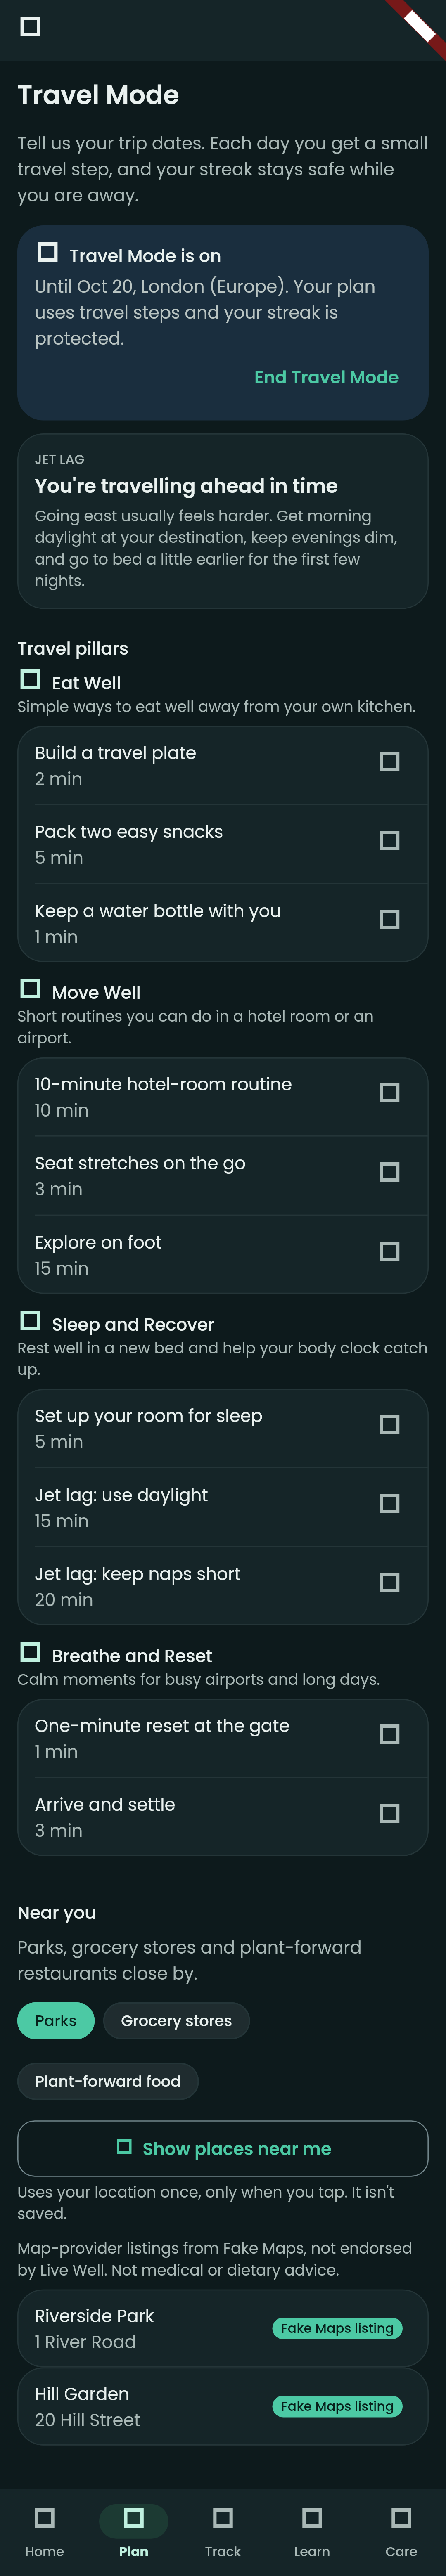 Travel Mode
Tell us your trip dates. Each day you get a small
travel step, and your streak stays safe while
you are away.
Travel Mode is on
Until Oct 20, London (Europe). Your plan
uses travel steps and your streak is
protected.
End Travel Mode
JET LAG
You're travelling ahead in time
Going east usually feels harder. Get morning
daylight at your destination, keep evenings dim,
and go to bed a little earlier for the first few
nights.
Travel pillars
Eat Well
Simple ways to eat well away from your own kitchen.
Build a travel plate
2 min
Pack two easy snacks
5 min
Keep a water bottle with you
1 min
Move Well
Short routines you can do in a hotel room or an
airport.
10-minute hotel-room routine
10 min
Seat stretches on the go
3 min
Explore on foot
15 min
Sleep and Recover
Rest well in a new bed and help your body clock catch
up.
Set up your room for sleep
5 min
Jet lag: use daylight
15 min
Jet lag: keep naps short
20 min
Breathe and Reset
Calm moments for busy airports and long days.
One-minute reset at the gate
1 min
Arrive and settle
3 min
Near you
Parks, grocery stores and plant-forward
restaurants close by.
Parks
Grocery stores
Plant-forward food
Show places near me
Uses your location once, only when you tap. It isn't
saved.
Map-provider listings from Fake Maps, not endorsed
by Live Well. Not medical or dietary advice.
Riverside Park
1 River Road
Fake Maps listing
Hill Garden
20 Hill Street
Fake Maps listing
Home
Plan
Track
Learn
Care